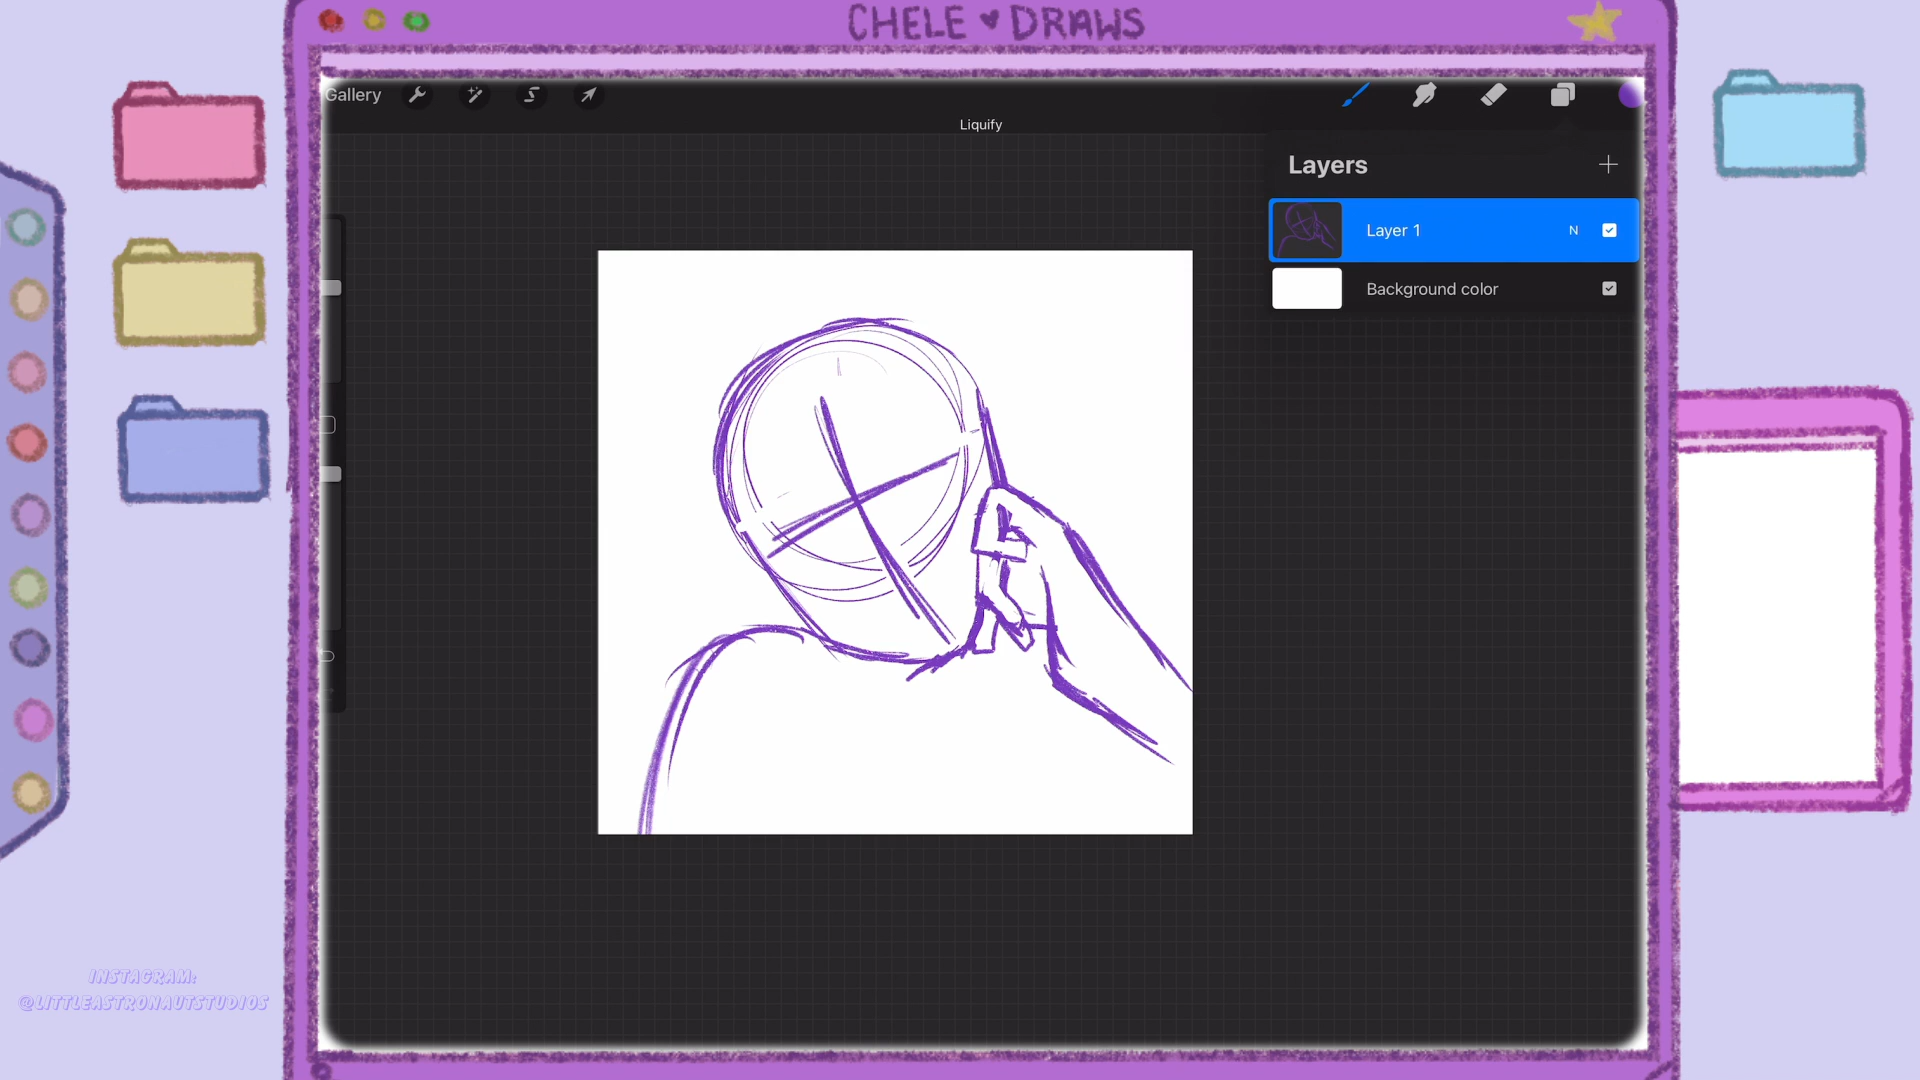 CHELE ♥ DRAWS
Gallery
Liquify
Layers
Layer 1 N
Background color
INSTAGRAM:
@LITTLEASTRONAUTSTUDIOS